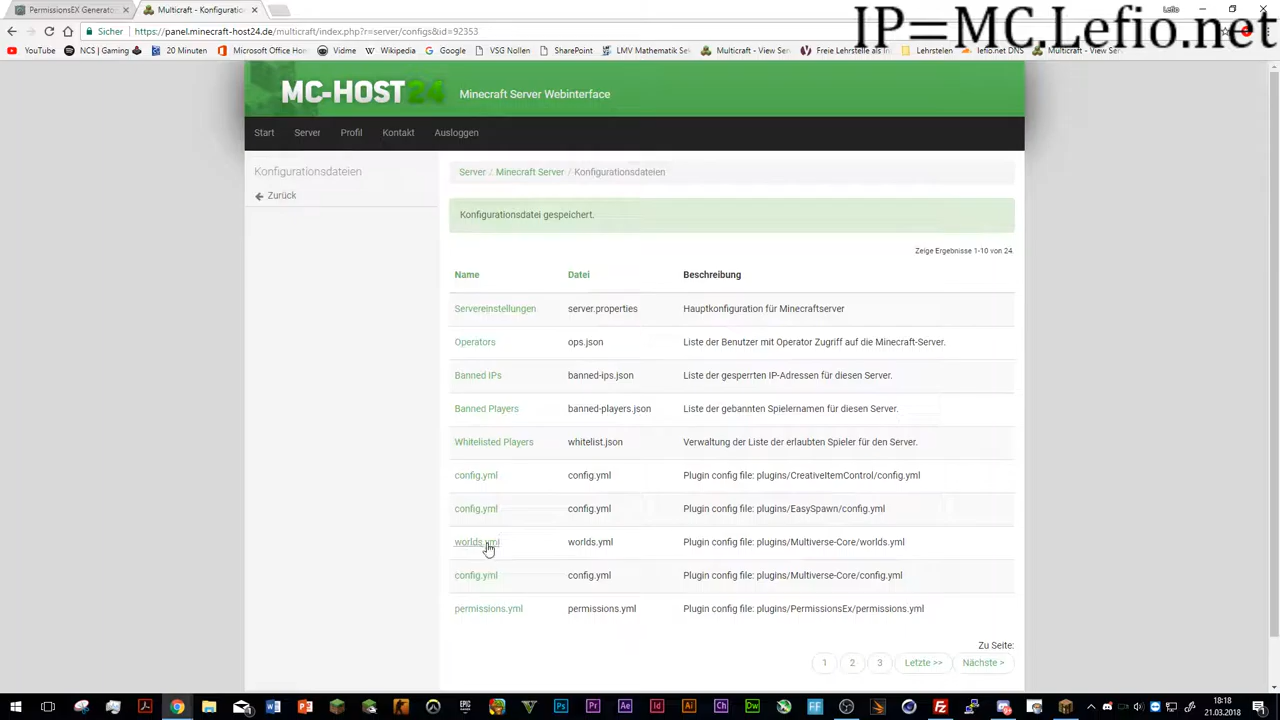 PermissionsEX Generator
Multicraft - Konfiguratio
Lefio
IP=MC.Lefio.net
Sicher
https://panel.minecraft-host24.de/multicraft/index.php?r=server/configs&id=92353
YouTube
NCS | Gaming
20 Minuten
Microsoft Office Hom
Vidme
Wikipedia
Google
VSG Nollen
SharePoint
LMV Mathematik Se
Multicraft - View Ser
Freie Lehrstelle im G
Lehrstelen
lefio.net DNS
Multicraft - View Ser
MC-HOST24
Minecraft Server Webinterface
Start
Server
Profil
Kontakt
Ausloggen
Konfigurationsdateien
Zurück
Server / Minecraft Server / Konfigurationsdateien
Konfigurationsdatei gespeichert.
Zeige Ergebnisse 1-10 von 24.
Name Datei Beschreibung
Servereinstellungen server.properties Hauptkonfiguration für Minecraftserver
Operators ops.json Liste der Benutzer mit Operator Zugriff auf die Minecraft-Server.
Banned IPs banned-ips.json Liste der gesperrten IP-Adressen für diesen Server.
Banned Players banned-players.json Liste der gebannten Spielernamen für diesen Server.
Whitelisted Players whitelist.json Verwaltung der Liste der erlaubten Spieler für den Server.
config.yml config.yml Plugin config file: plugins/CreativeItemControl/config.yml
config.yml config.yml Plugin config file: plugins/EasySpawn/config.yml
worlds.yml worlds.yml Plugin config file: plugins/Multiverse-Core/worlds.yml
config.yml config.yml Plugin config file: plugins/Multiverse-Core/config.yml
permissions.yml permissions.yml Plugin config file: plugins/PermissionsEx/permissions.yml
Zu Seite:
1 2 3 Letzte >> Nächste >
18:18
21.03.2018